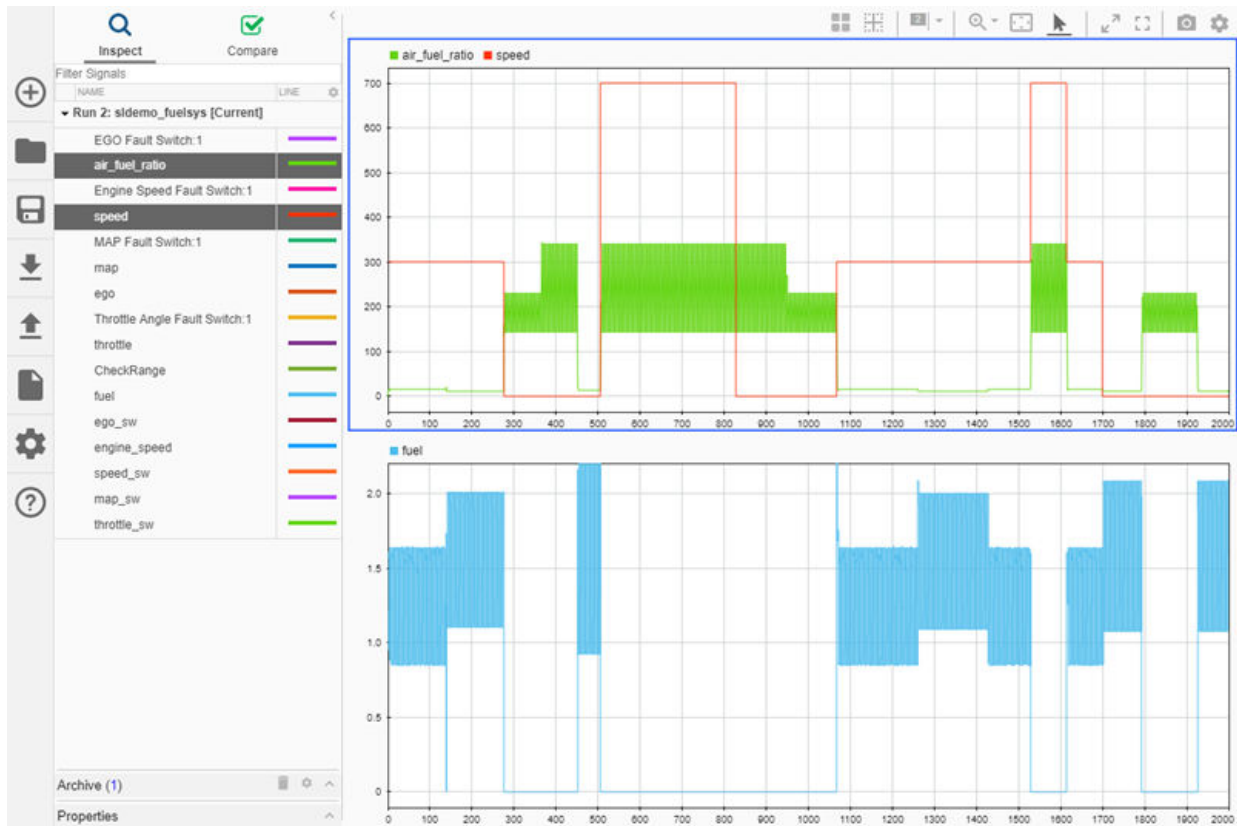 Inspect
Compare
Filter Signals
NAME LINE
Run 2: sldemo_fuelsys [Current]
EGO Fault Switch:1
air_fuel_ratio
Engine Speed Fault Switch:1
speed
MAP Fault Switch:1
map
ego
Throttle Angle Fault Switch:1
throttle
CheckRange
fuel
ego_sw
engine_speed
speed_sw
map_sw
throttle_sw
Archive (1)
Properties
2
air_fuel_ratio speed
700
600
500
400
300
200
100
0
0 100 200 300 400 500 600 700 800 900 1000 1100 1200 1300 1400 1500 1600 1700 1800 1900 2000
fuel
2.0
1.5
1.0
0.5
0
0 100 200 300 400 500 600 700 800 900 1000 1100 1200 1300 1400 1500 1600 1700 1800 1900 2000